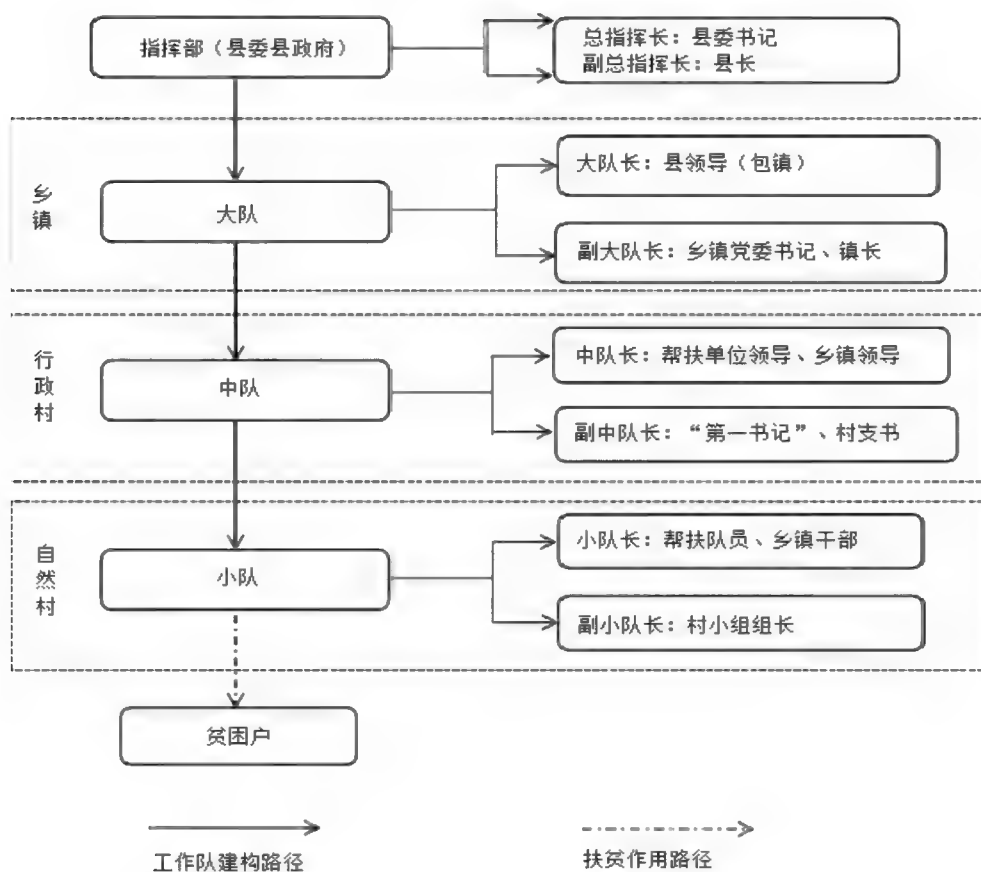 指挥部（县委县政府）
总指挥长：县委书记
副总指挥长：县长
乡镇
大队
大队长：县领导（包镇）
副大队长：乡镇党委书记、镇长
行政村
中队
中队长：帮扶单位领导、乡镇领导
副中队长：“第一书记”、村支书
自然村
小队
小队长：帮扶队员、乡镇干部
副小队长：村小组组长
贫困户
工作队建构路径
扶贫作用路径